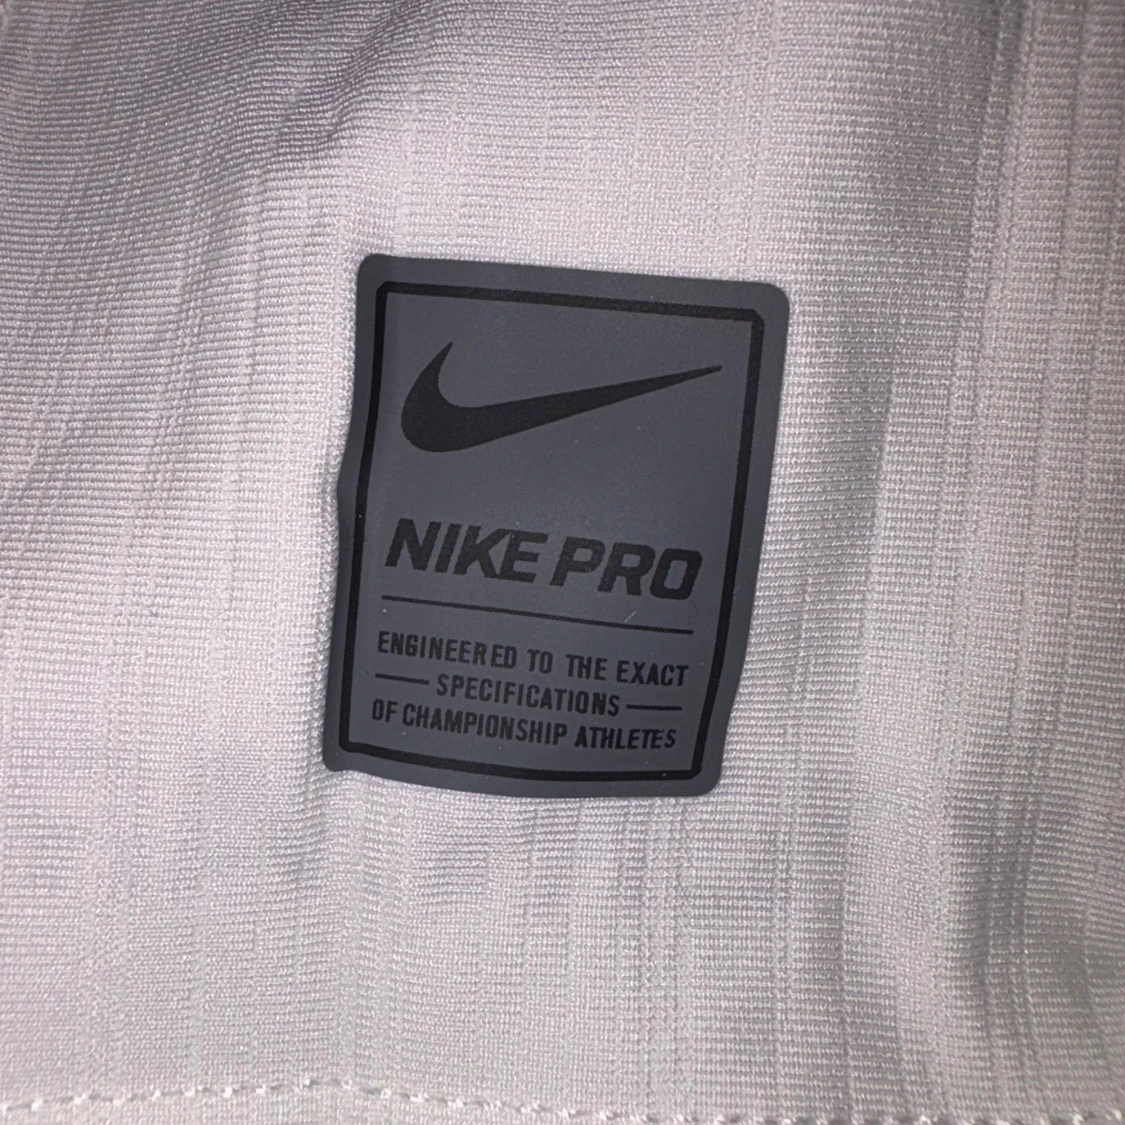 NIKE PRO
ENGINEERED TO THE EXACT
SPECIFICATIONS
OF CHAMPIONSHIP ATHLETES